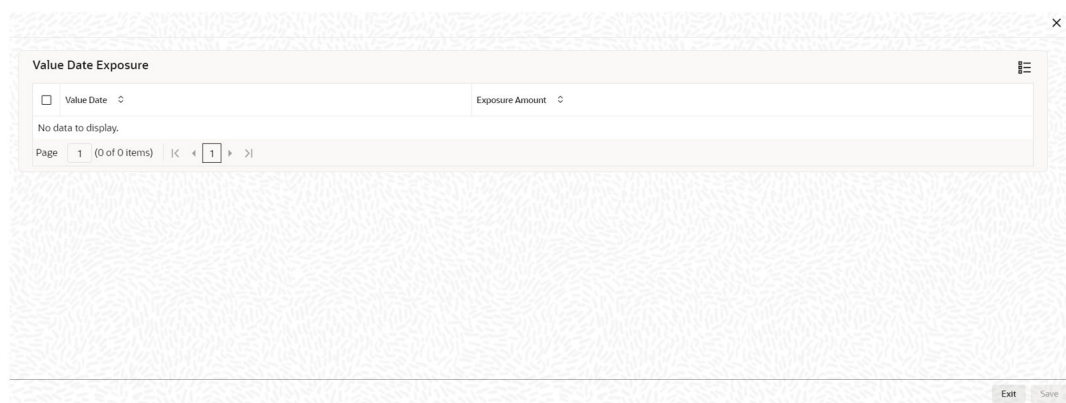 Value Date Exposure
Value Date Exposure Amount
No data to display.
Page 1 (0 of 0 items) 1
Exit Save